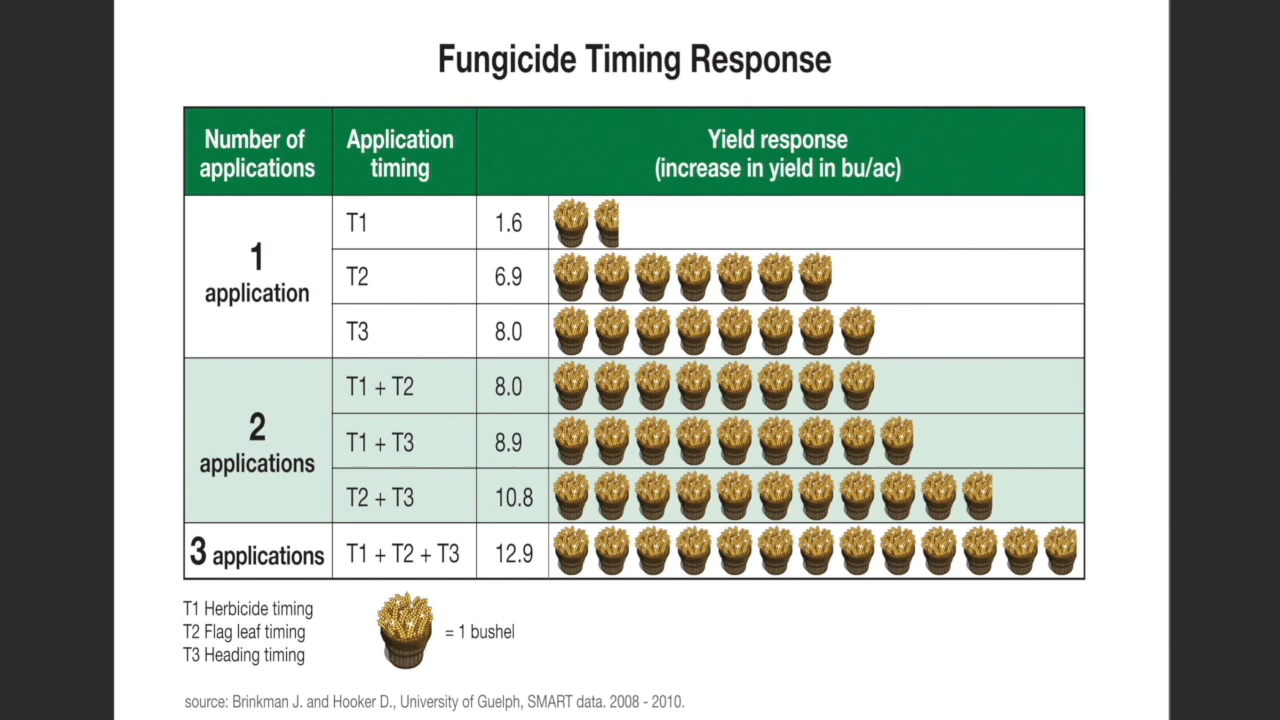 Fungicide Timing Response
Number of
applications
Application
timing
Yield response
(increase in yield in bu/ac)
1
application
T1
1.6
T2
6.9
T3
8.0
2
applications
T1 + T2
8.0
T1 + T3
8.9
T2 + T3
10.8
3 applications
T1 + T2 + T3
12.9
T1 Herbicide timing
T2 Flag leaf timing
T3 Heading timing
= 1 bushel
source: Brinkman J. and Hooker D., University of Guelph, SMART data. 2008 - 2010.